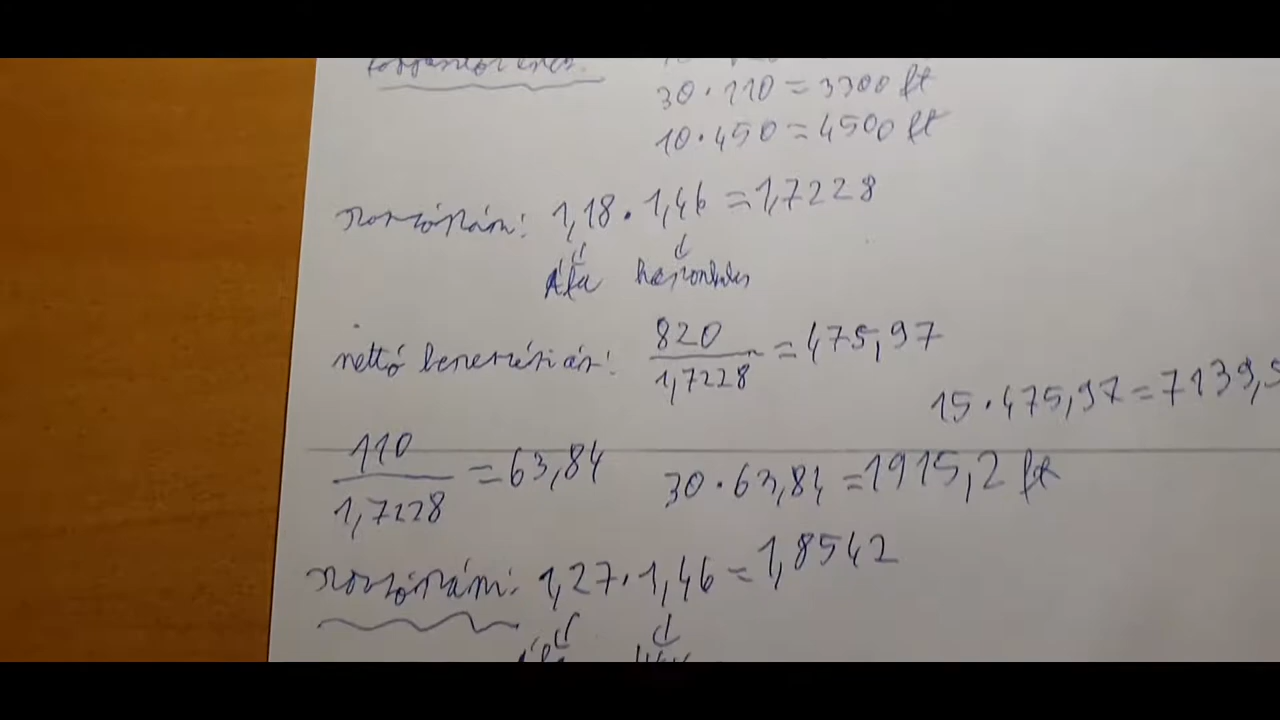 30·110=3300 ft
10·450=4500 ft
szorzószám: 1,18·1,46=1,7228
Áfa
nettó beszerzési ár: 820/1,7228=475,97
15·475,97=7139,5
110/1,7228=63,84 30·63,84=1915,2 ft
szorzószám: 1,27·1,46=1,8542